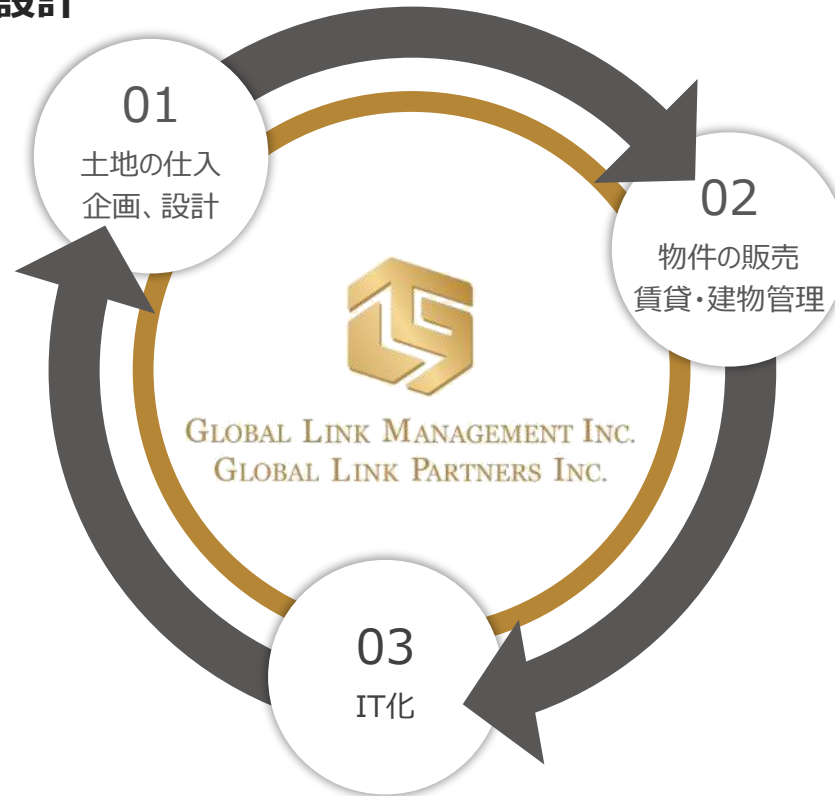 設計
01
土地の仕入
企画、設計
02
物件の販売
賃貸・建物管理
GLOBAL LINK MANAGEMENT INC.
GLOBAL LINK PARTNERS INC.
03
IT化